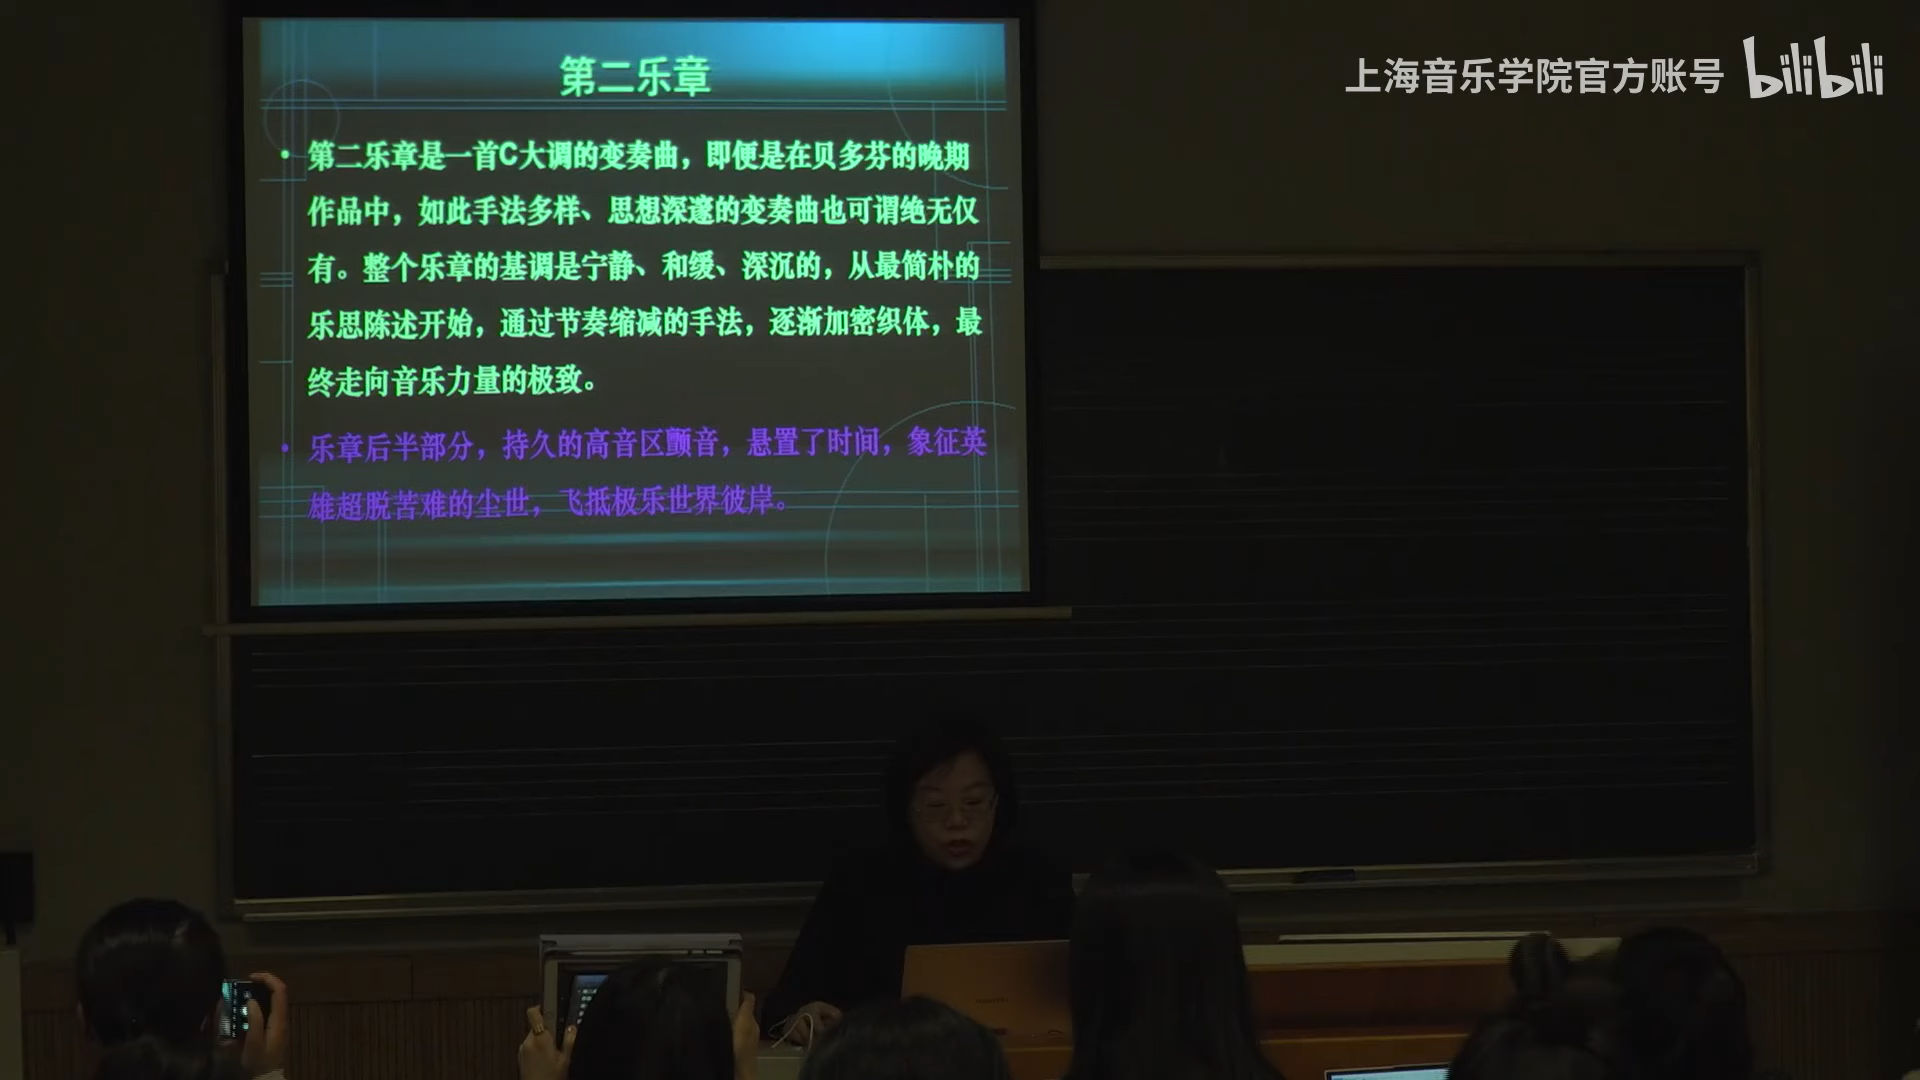 上海音乐学院官方账号 bilibili
第二乐章
• 第二乐章是一首C大调的变奏曲，即便是在贝多芬的晚期
作品中，如此手法多样、思想深邃的变奏曲也可谓绝无仅
有。整个乐章的基调是宁静、和缓、深沉的，从最简朴的
乐思陈述开始，通过节奏缩减的手法，逐渐加密织体，最
终走向音乐力量的极致。
• 乐章后半部分，持久的高音区颤音，悬置了时间，象征英
雄超脱苦难的尘世，飞抵极乐世界彼岸。